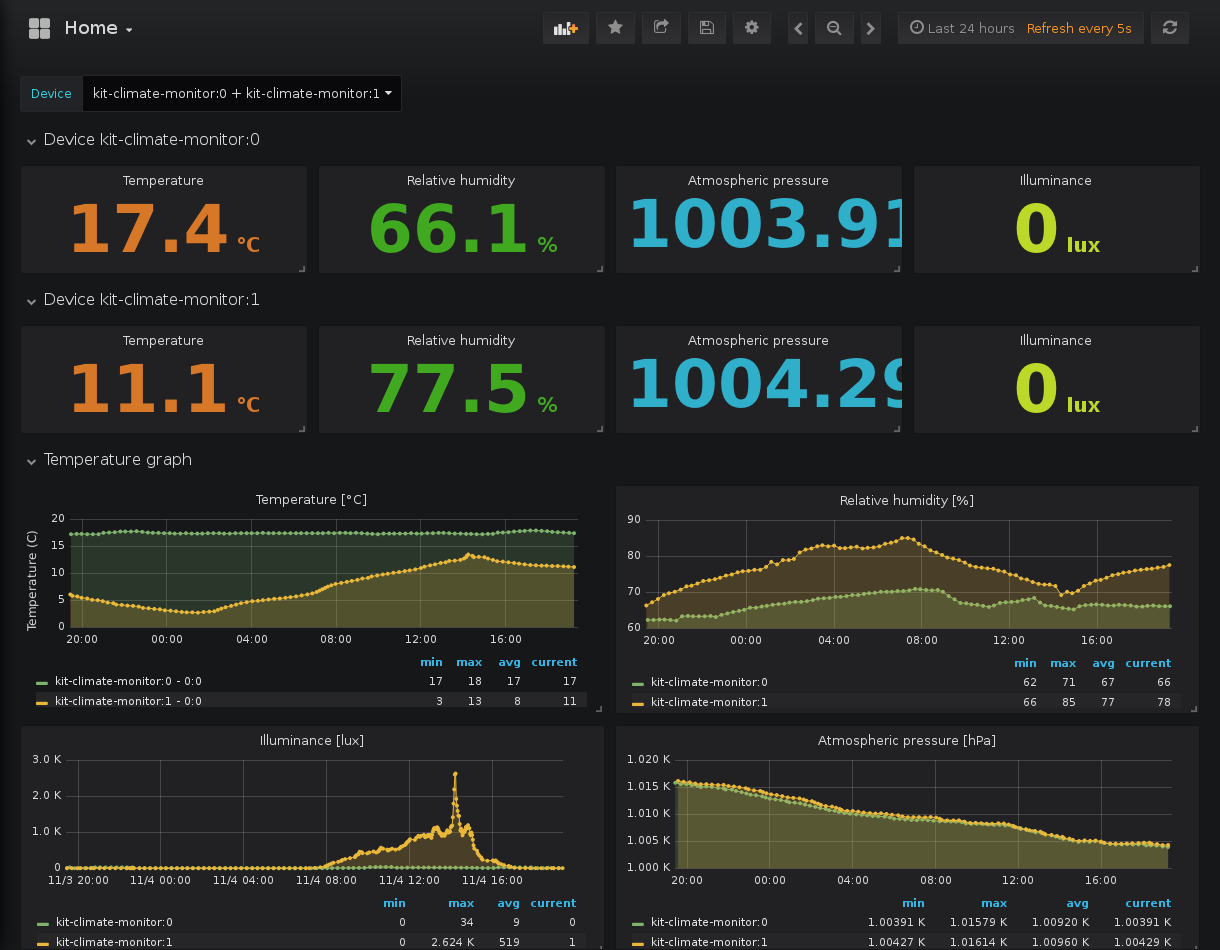 Home
Last 24 hours Refresh every 5s
Device kit-climate-monitor:0 + kit-climate-monitor:1
Device kit-climate-monitor:0
Temperature Relative humidity Atmospheric pressure Illuminance
17.4 °C 66.1 % 1003.91 0 lux
Device kit-climate-monitor:1
Temperature Relative humidity Atmospheric pressure Illuminance
11.1 °C 77.5 % 1004.29 0 lux
Temperature graph
Temperature [°C]
Temperature (C)
20
15
10
5
0
20:00 00:00 04:00 08:00 12:00 16:00
min max avg current
kit-climate-monitor:0 - 0:0 17 18 17 17
kit-climate-monitor:1 - 0:0 3 13 8 11
Relative humidity [%]
90
80
70
60
20:00 00:00 04:00 08:00 12:00 16:00
min max avg current
kit-climate-monitor:0 62 71 67 66
kit-climate-monitor:1 66 85 77 78
Illuminance [lux]
3.0 K
2.0 K
1.0 K
0
11/3 20:00 11/4 00:00 11/4 04:00 11/4 08:00 11/4 12:00 11/4 16:00
min max avg current
kit-climate-monitor:0 0 34 9 0
kit-climate-monitor:1 0 2.624 K 519 1
Atmospheric pressure [hPa]
1.020 K
1.015 K
1.010 K
1.005 K
1.000 K
20:00 00:00 04:00 08:00 12:00 16:00
min max avg current
kit-climate-monitor:0 1.00391 K 1.01579 K 1.00920 K 1.00391 K
kit-climate-monitor:1 1.00427 K 1.01614 K 1.00960 K 1.00429 K